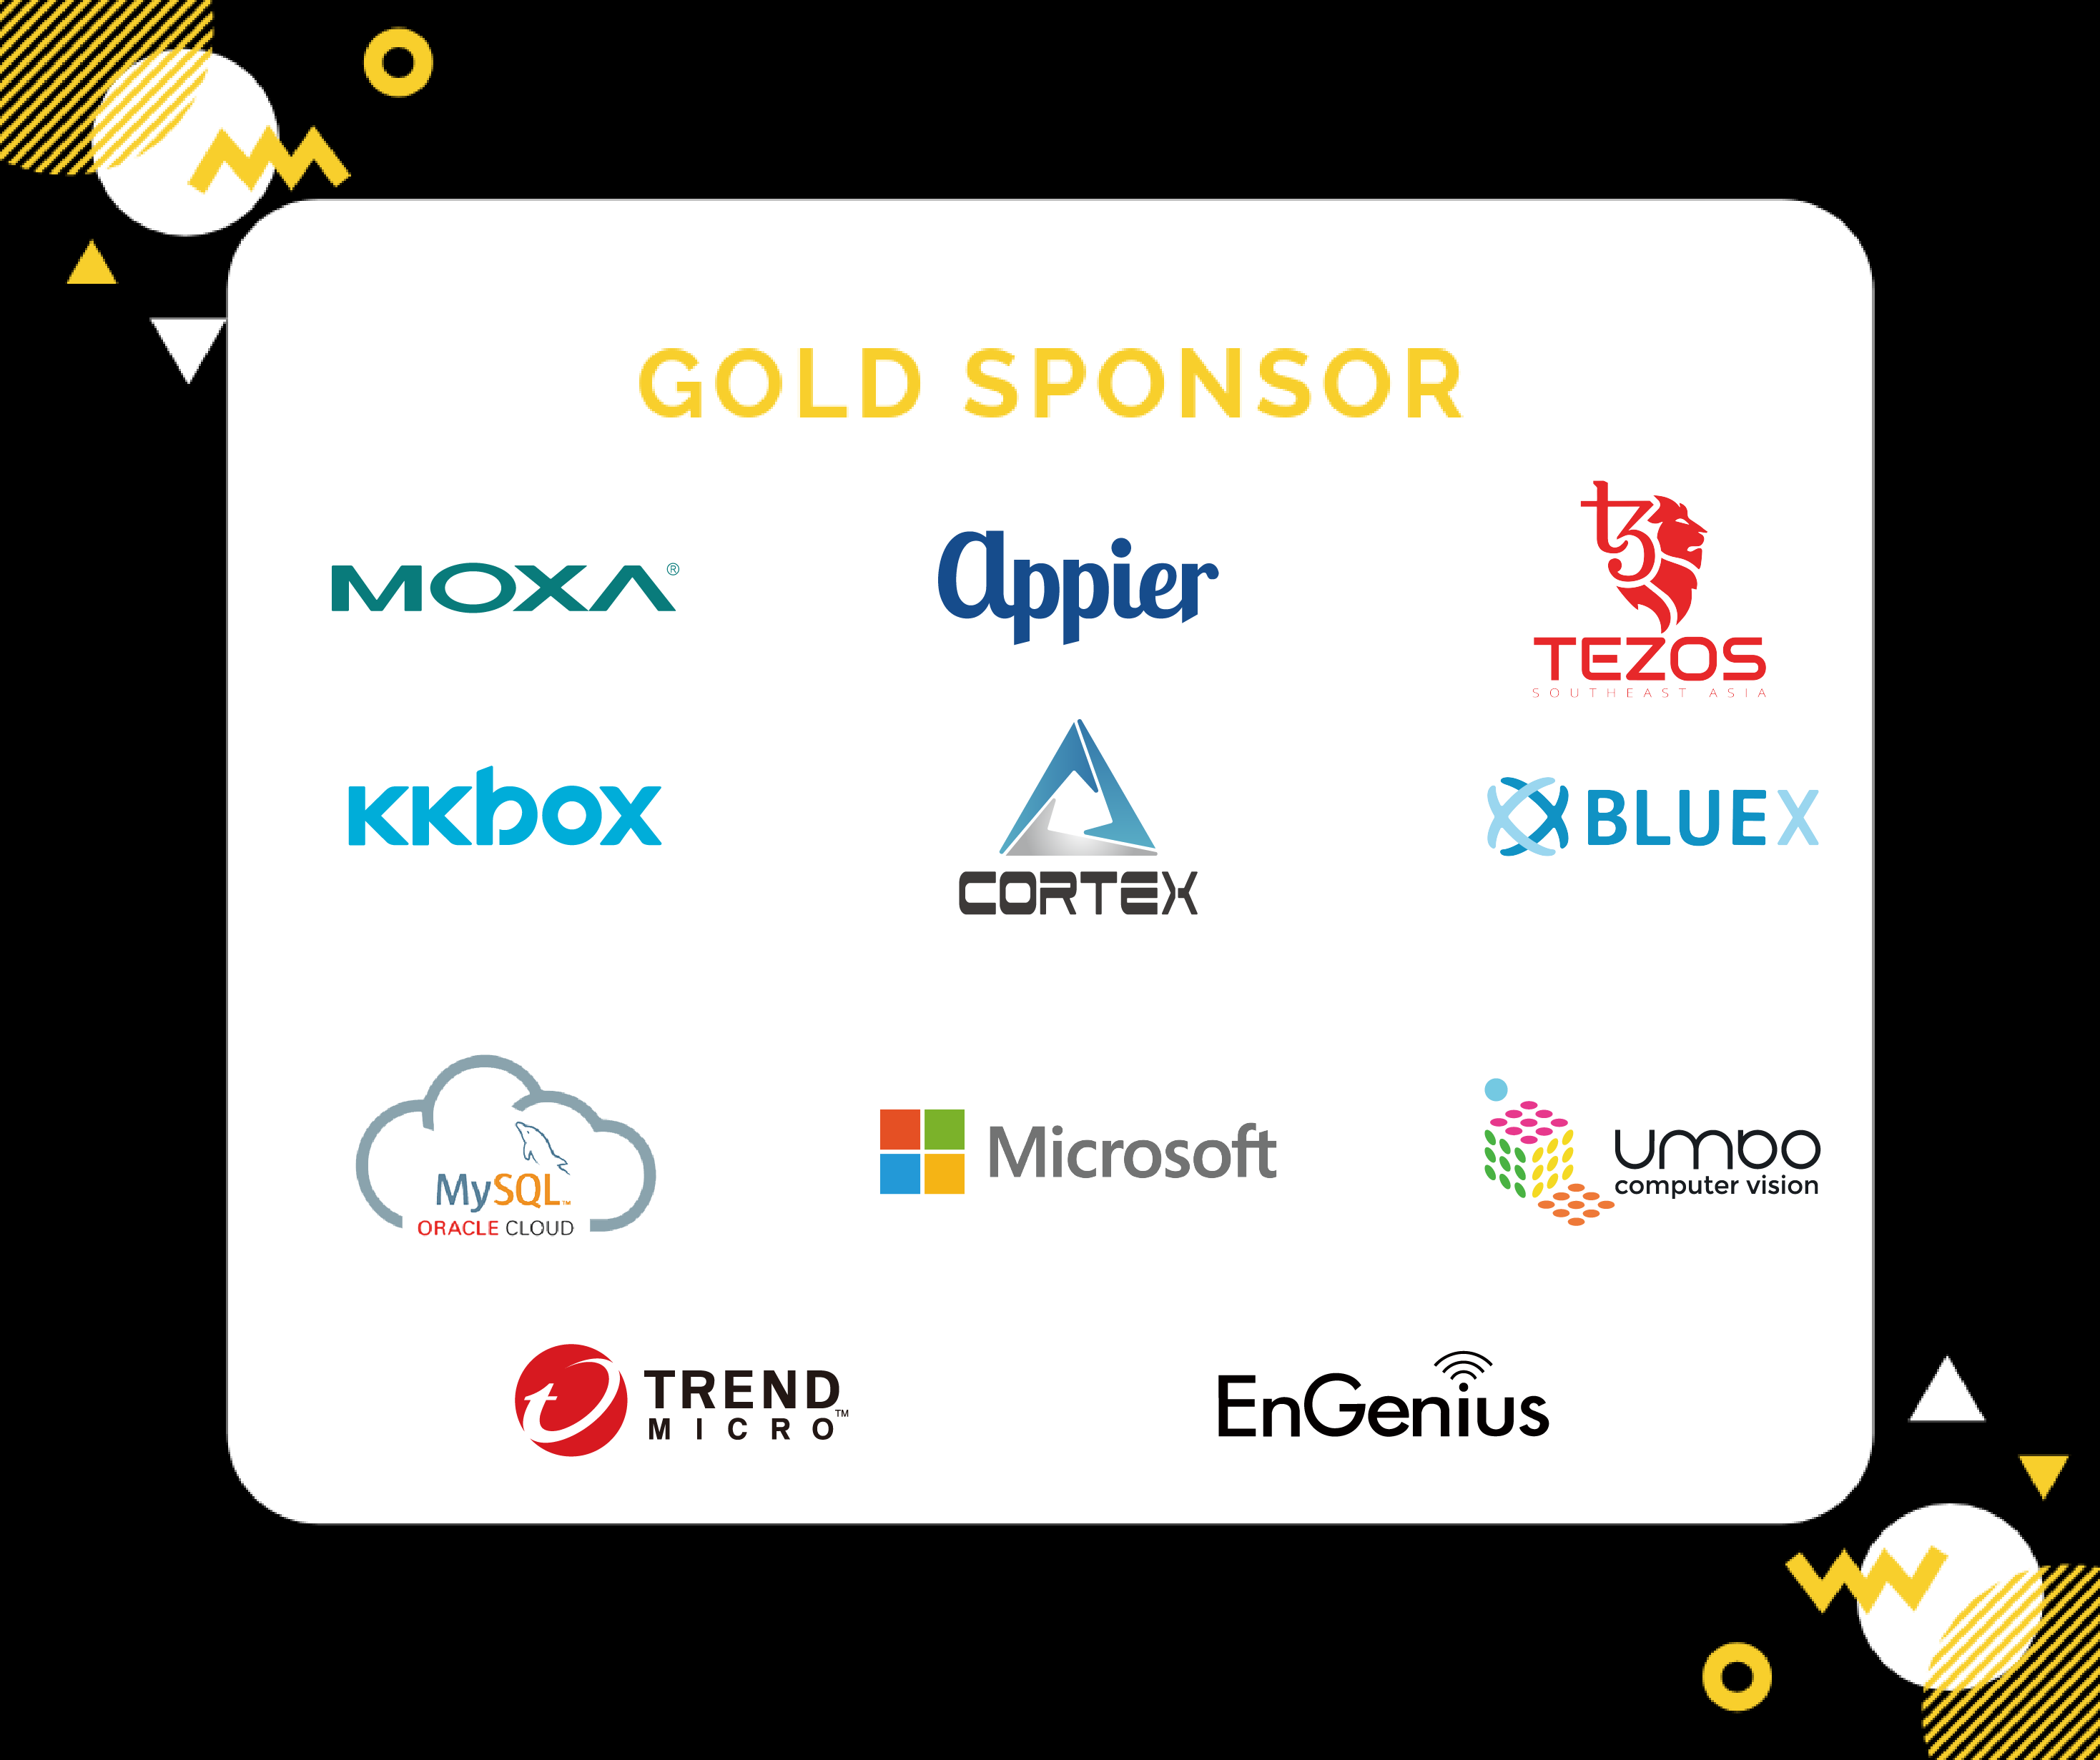 GOLD SPONSOR
MOXA®
Appier
TEZOS
SOUTHEAST ASIA
KKBOX
CORTEX
BLUEX
MySQL™
ORACLE CLOUD
Microsoft
umbo
computer vision
t
TREND
MICRO™
EnGenius